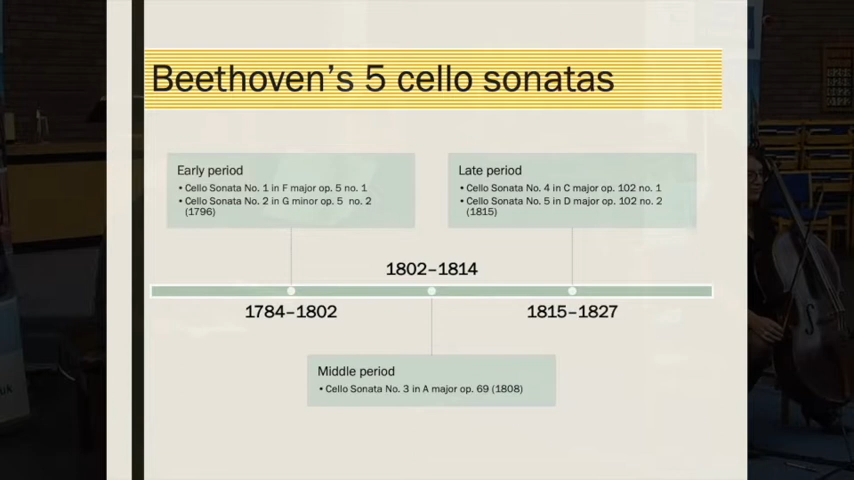 Beethoven's 5 cello sonatas
Early period
• Cello Sonata No. 1 in F major op. 5 no. 1
• Cello Sonata No. 2 in G minor op. 5 no. 2
(1796)
Late period
• Cello Sonata No. 4 in C major op. 102 no. 1
• Cello Sonata No. 5 in D major op. 102 no. 2
(1815)
1802–1814
1784–1802
1815–1827
Middle period
• Cello Sonata No. 3 in A major op. 69 (1808)